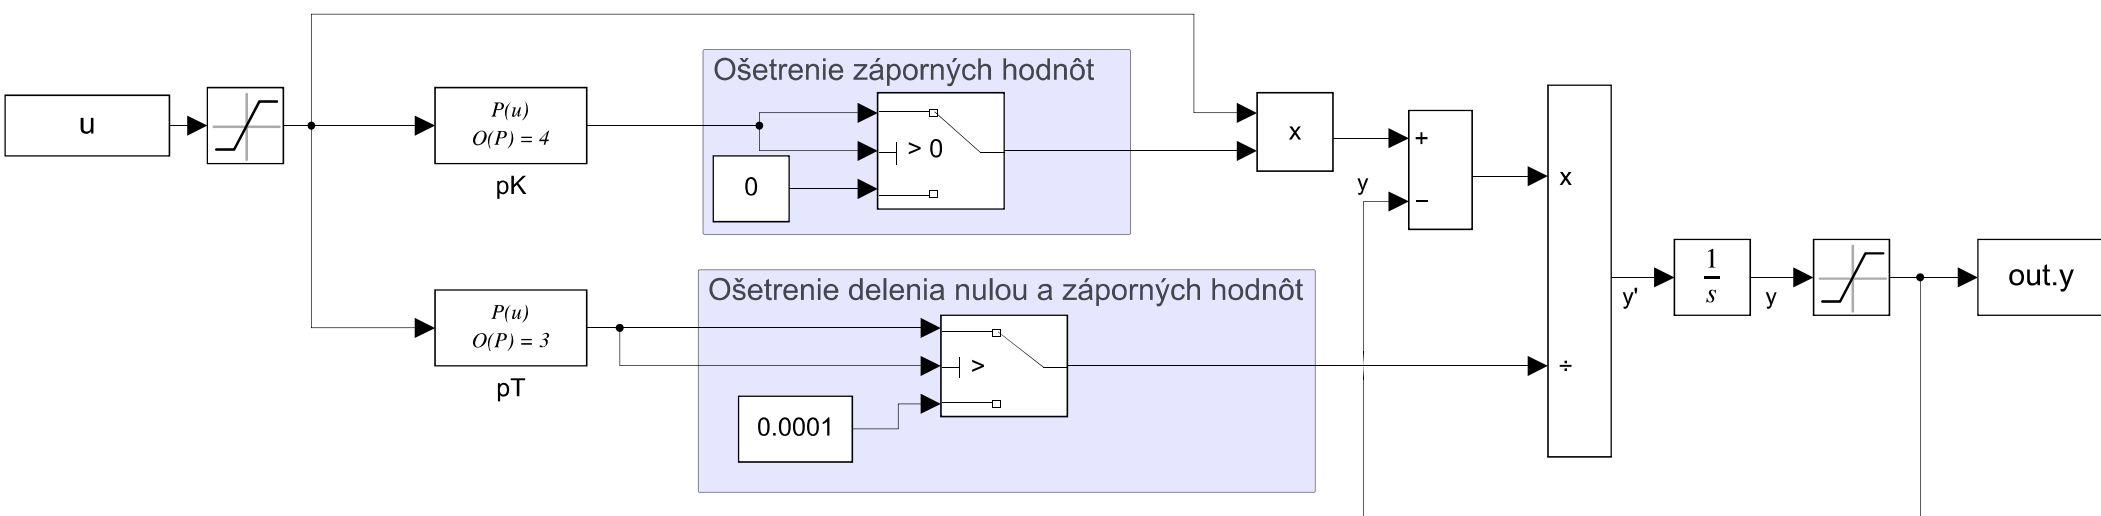 u
P(u)
O(P) = 4
pK
Ošetrenie záporných hodnôt
> 0
0
x
y
+
−
x
÷
P(u)
O(P) = 3
pT
Ošetrenie delenia nulou a záporných hodnôt
>
0.0001
y'
1
s
y
out.y